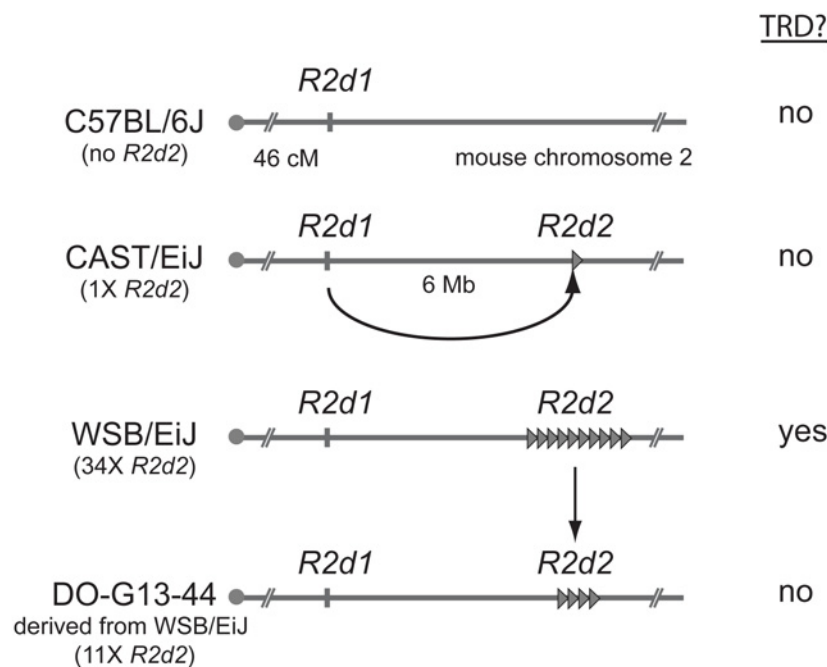 TRD?
R2d1
C57BL/6J
(no R2d2)
46 cM
mouse chromosome 2
no
R2d1
R2d2
CAST/EiJ
(1X R2d2)
6 Mb
no
R2d1
R2d2
WSB/EiJ
(34X R2d2)
yes
R2d1
R2d2
DO-G13-44
derived from WSB/EiJ
(11X R2d2)
no